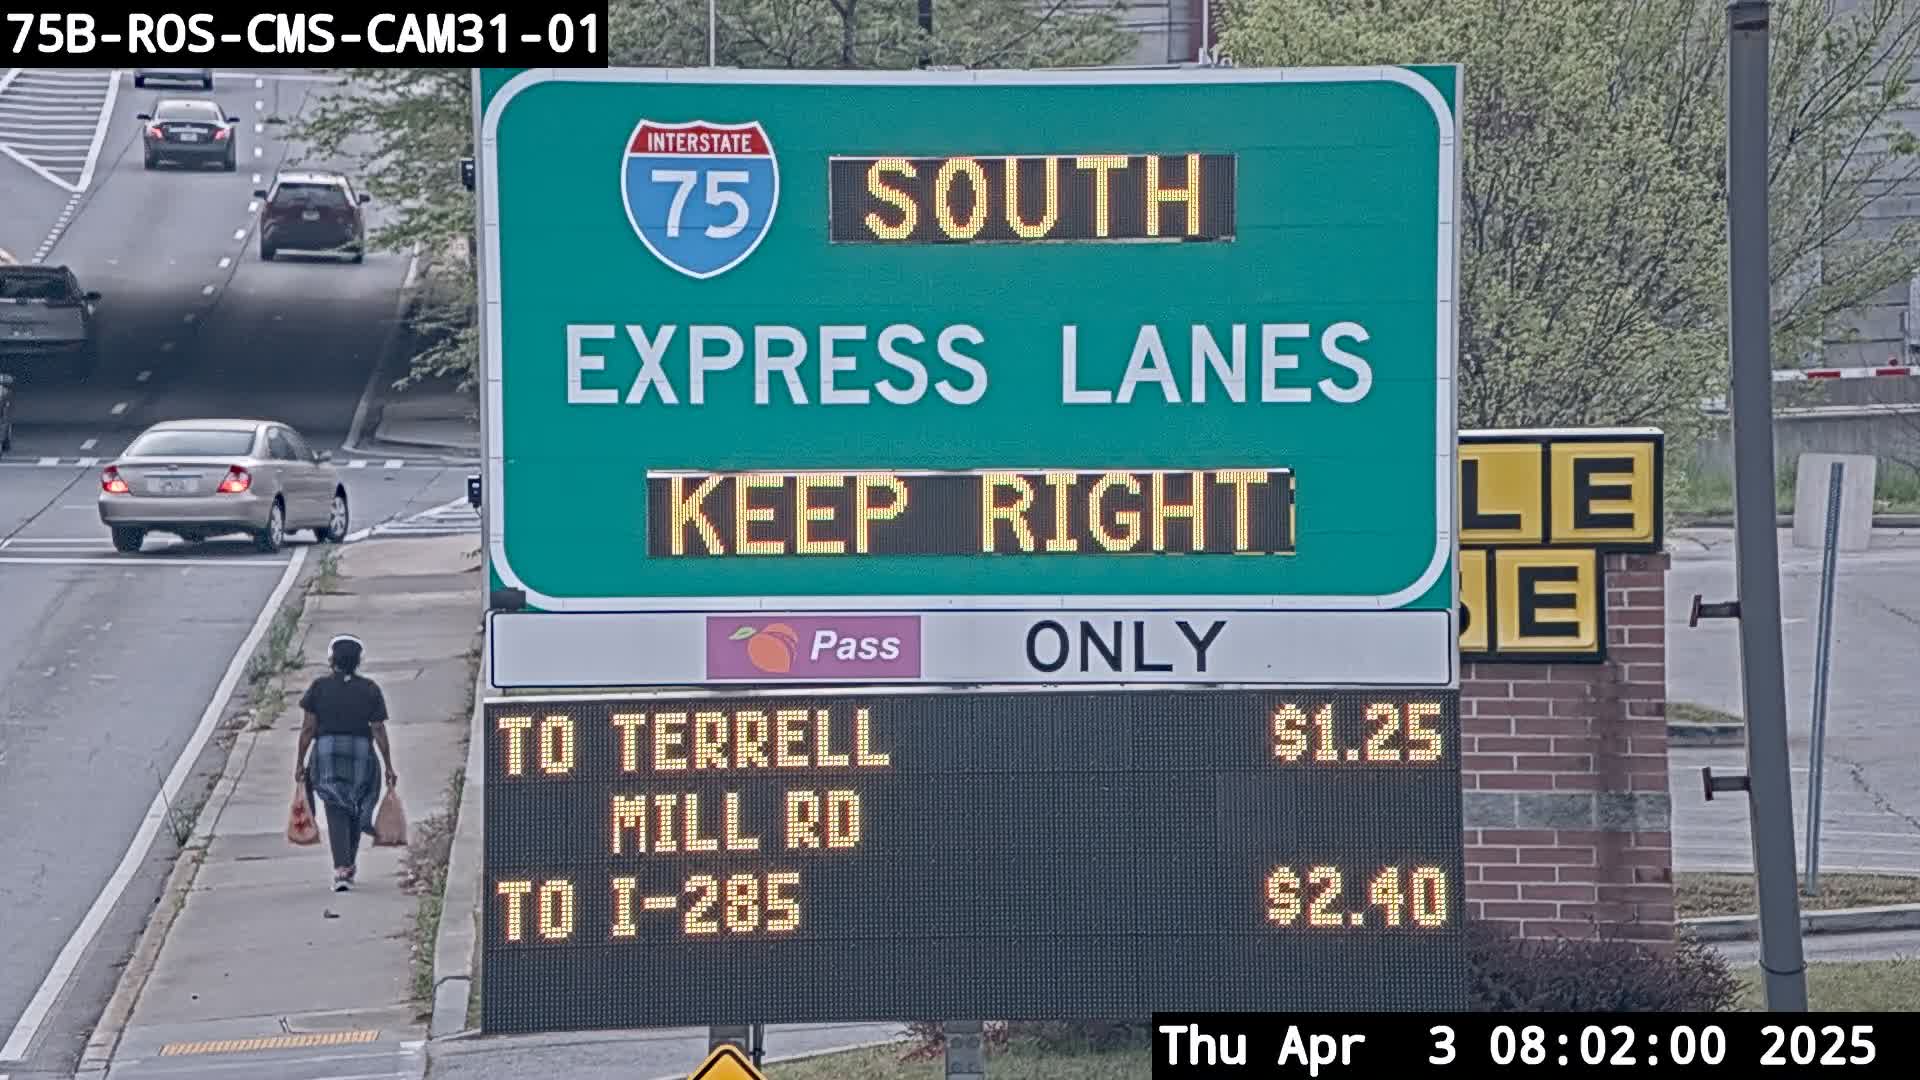 75B-ROS-CMS-CAM31-01
INTERSTATE
75
SOUTH
EXPRESS LANES
KEEP RIGHT
Pass ONLY
TO TERRELL $1.25
MILL RD
TO I-285 $2.40
LE
E
Thu Apr 3 08:02:00 2025